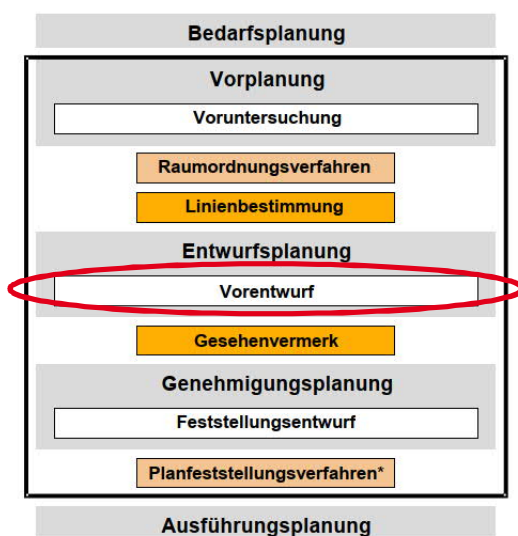 Bedarfsplanung
Vorplanung
Voruntersuchung
Raumordnungsverfahren
Linienbestimmung
Entwurfsplanung
Vorentwurf
Gesehenvermerk
Genehmigungsplanung
Feststellungsentwurf
Planfeststellungsverfahren*
Ausführungsplanung